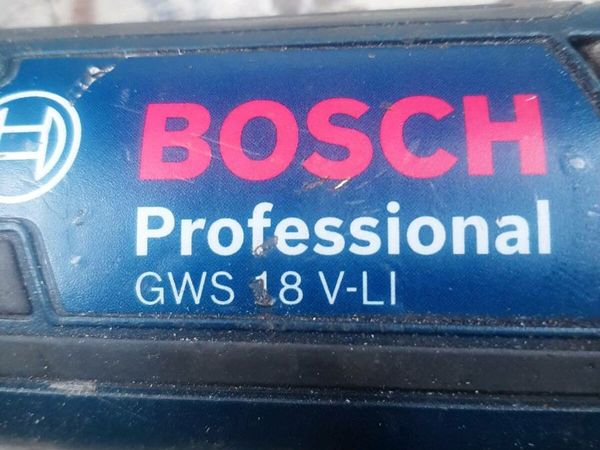 BOSCH
Professional
GWS 18 V-LI